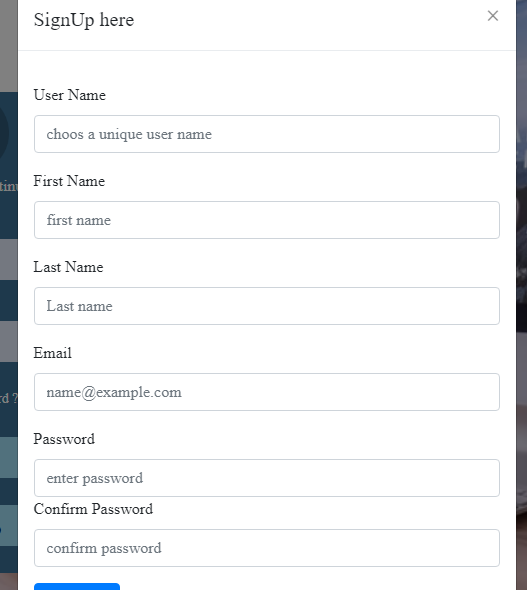 SignUp here
×
User Name
choos a unique user name
First Name
first name
Last Name
Last name
Email
name@example.com
Password
enter password
Confirm Password
confirm password